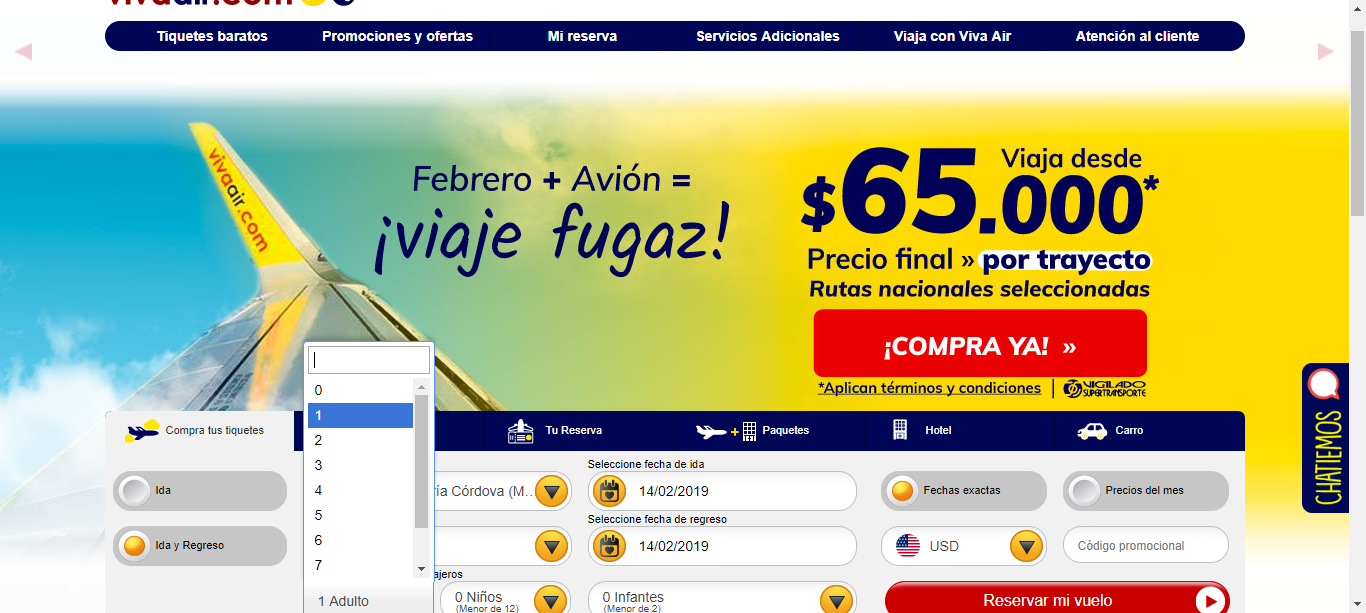 vivaair.com
Tiquetes baratos
Promociones y ofertas
Mi reserva
Servicios Adicionales
Viaja con Viva Air
Atención al cliente
vivaair.com
Febrero + Avión =
¡viaje fugaz!
Viaja desde
$65.000*
Precio final » por trayecto
Rutas nacionales seleccionadas
¡COMPRA YA! »
*Aplican términos y condiciones
VIGILADO
SUPERTRANSPORTE
CHATIEMOS
Compra tus tiquetes
Tu Reserva
Paquetes
Hotel
Carro
0
1
2
3
4
5
6
7
1 Adulto
Ida
Ida y Regreso
ía Córdova (M...
Seleccione fecha de ida
14/02/2019
Seleccione fecha de regreso
14/02/2019
Fechas exactas
Precios del mes
USD
Código promocional
ajeros
0 Niños
(Menor de 12)
0 Infantes
(Menor de 2)
Reservar mi vuelo